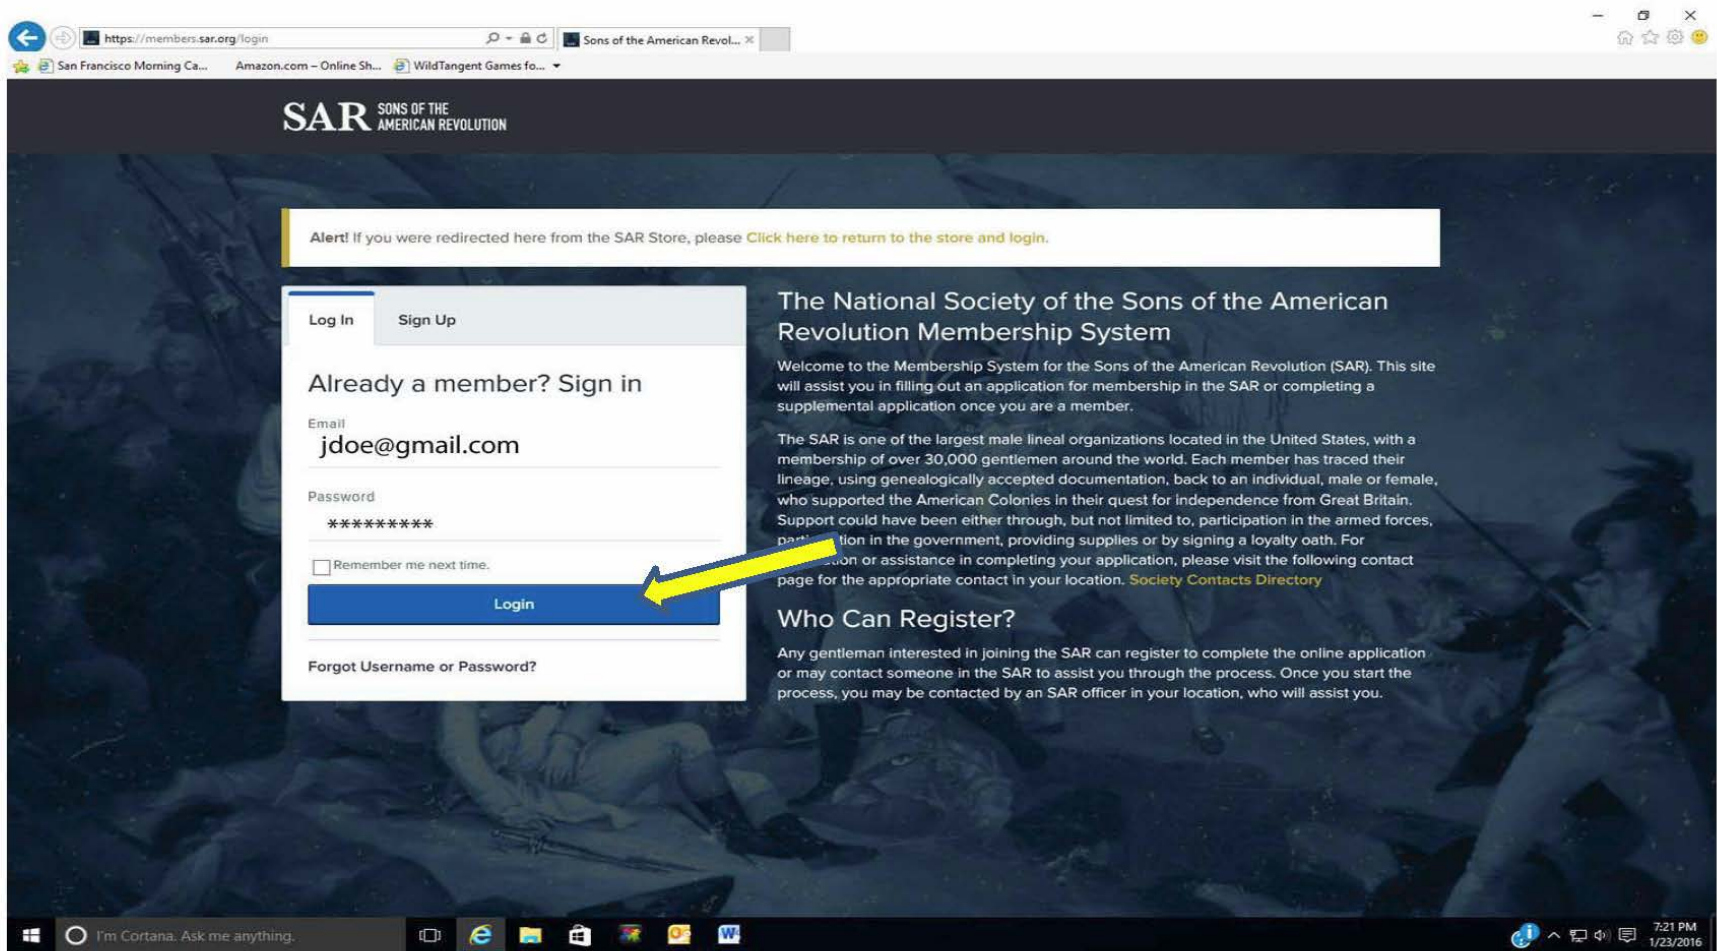 https://members.sar.org/login
Sons of the American Revol...
San Francisco Morning Ca... Amazon.com – Online Sh... WildTangent Games fo...
SAR SONS OF THE
AMERICAN REVOLUTION
Alert! If you were redirected here from the SAR Store, please Click here to return to the store and login.
Log In Sign Up
Already a member? Sign in
Email
jdoe@gmail.com
Password
*********
Remember me next time.
Login
Forgot Username or Password?
The National Society of the Sons of the American
Revolution Membership System
Welcome to the Membership System for the Sons of the American Revolution (SAR). This site
will assist you in filling out an application for membership in the SAR or completing a
supplemental application once you are a member.
The SAR is one of the largest male lineal organizations located in the United States, with a
membership of over 30,000 gentlemen around the world. Each member has traced their
lineage, using genealogically accepted documentation, back to an individual, male or female,
who supported the American Colonies in their quest for independence from Great Britain.
Support could have been either through, but not limited to, participation in the armed forces,
in the government, providing supplies or by signing a loyalty oath. For
or assistance in completing your application, please visit the following contact
page for the appropriate contact in your location. Society Contacts Directory
Who Can Register?
Any gentleman interested in joining the SAR can register to complete the online application
or may contact someone in the SAR to assist you through the process. Once you start the
process, you may be contacted by an SAR officer in your location, who will assist you.
I'm Cortana. Ask me anything.
7:21 PM
1/23/2016